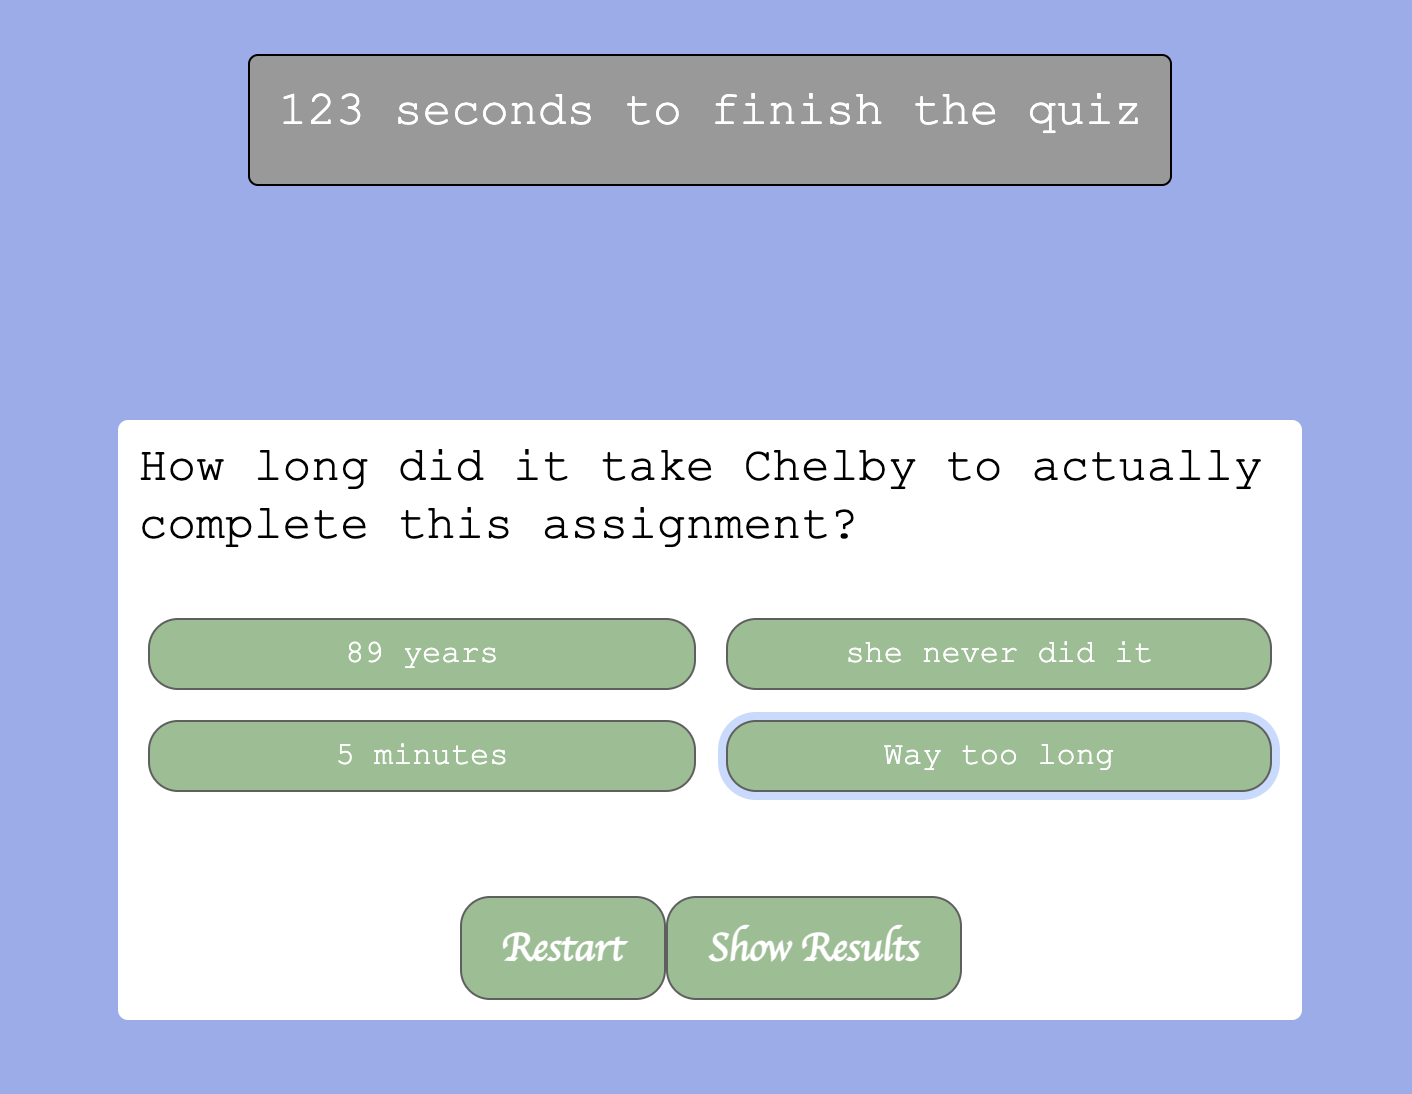 123 seconds to finish the quiz
How long did it take Chelby to actually
complete this assignment?
89 years
she never did it
5 minutes
Way too long
Restart
Show Results